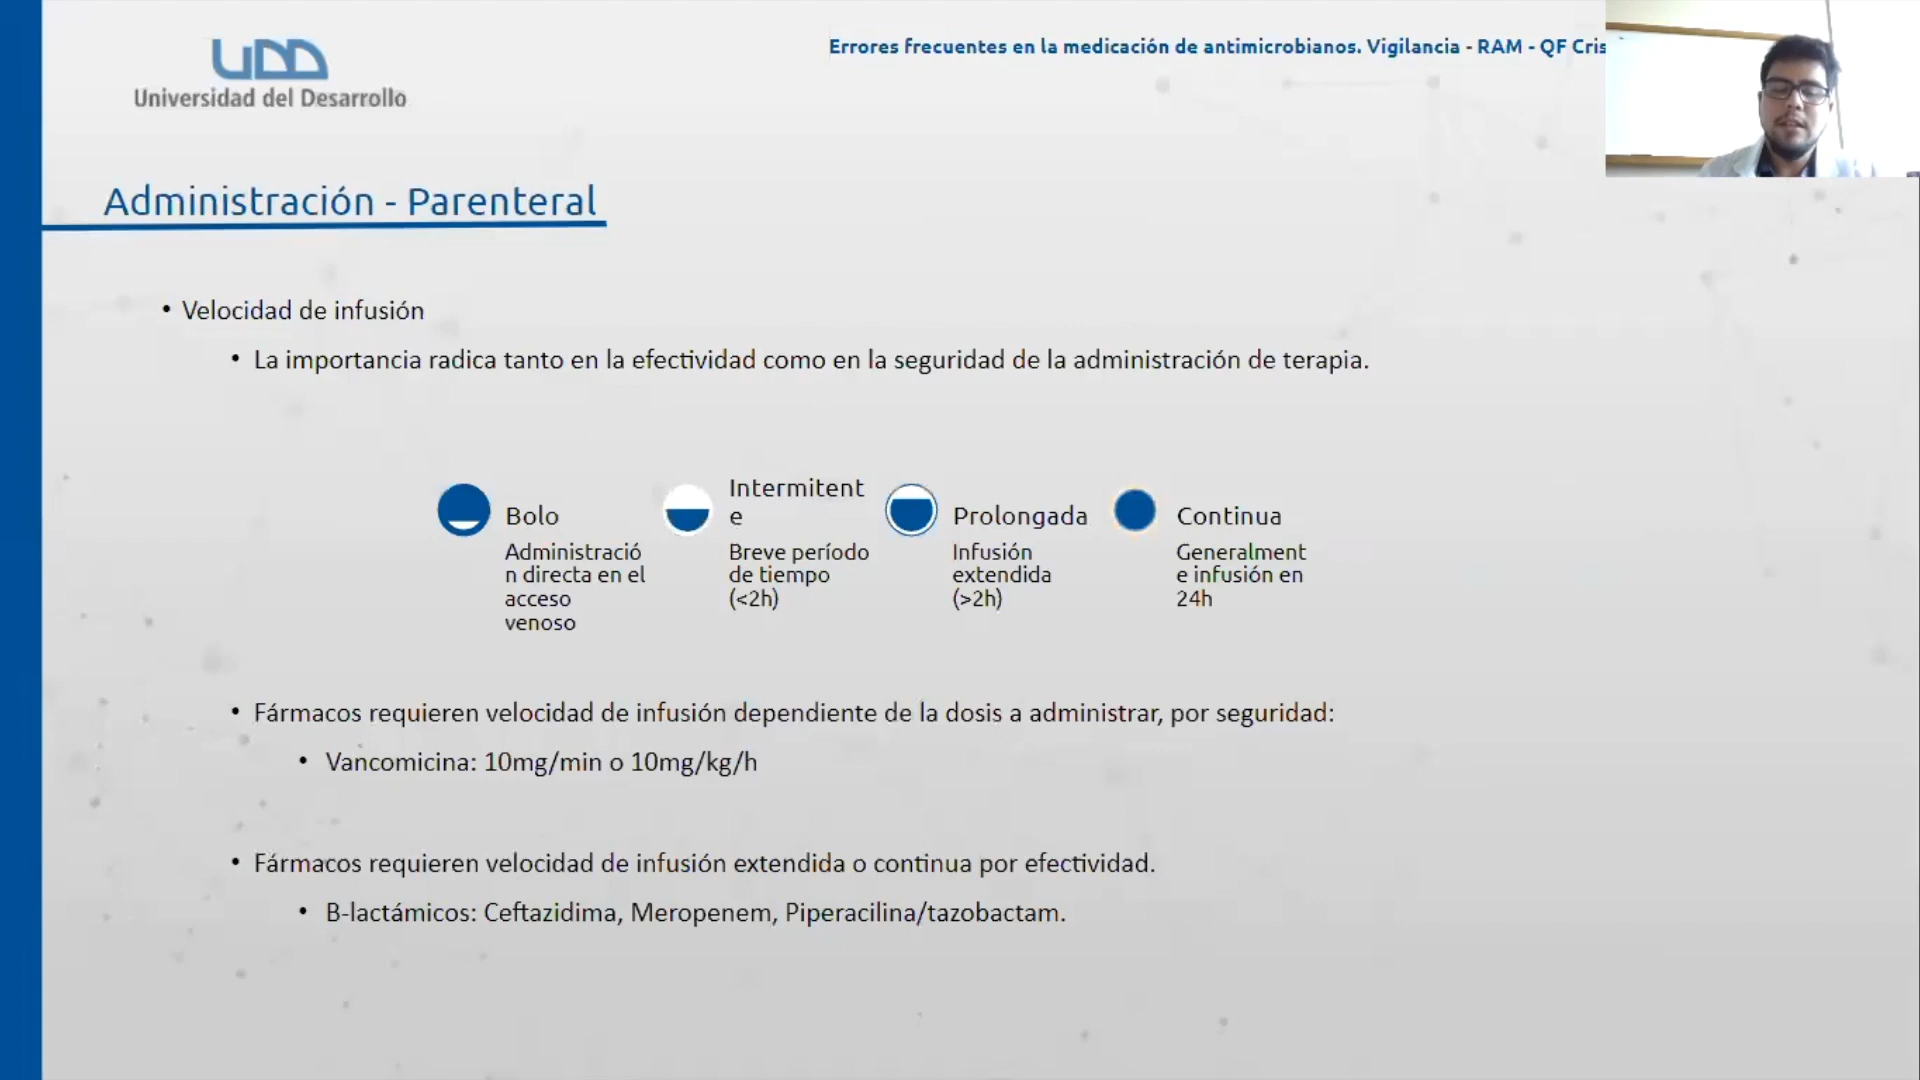 UDD
Universidad del Desarrollo
Errores frecuentes en la medicación de antimicrobianos. Vigilancia - RAM - QF Cris
Administración - Parenteral
• Velocidad de infusión
• La importancia radica tanto en la efectividad como en la seguridad de la administración de terapia.
Bolo
Administració
n directa en el
acceso
venoso
Intermitent
e
Breve período
de tiempo
(<2h)
Prolongada
Infusión
extendida
(>2h)
Continua
Generalment
e infusión en
24h
• Fármacos requieren velocidad de infusión dependiente de la dosis a administrar, por seguridad:
• Vancomicina: 10mg/min o 10mg/kg/h
• Fármacos requieren velocidad de infusión extendida o continua por efectividad.
• B-lactámicos: Ceftazidima, Meropenem, Piperacilina/tazobactam.